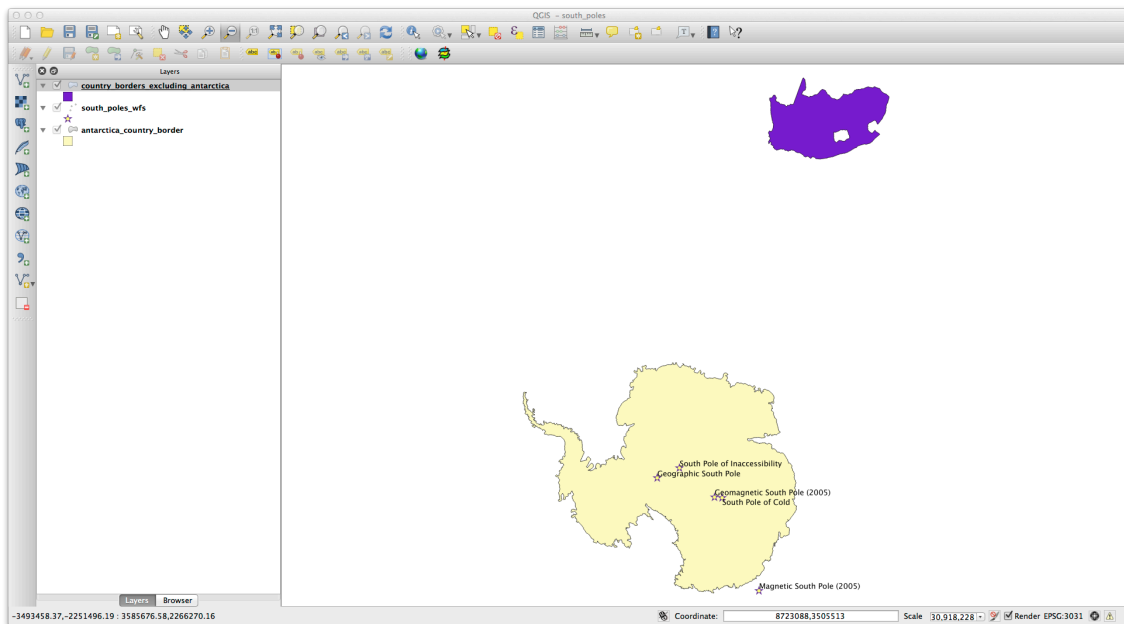 QGIS - south_poles
Layers
country_borders_excluding_antarctica
south_poles_wfs
antarctica_country_border
South Pole of Inaccessibility
Geographic South Pole
Geomagnetic South Pole (2005)
South Pole of Cold
Magnetic South Pole (2005)
Layers Browser
-3493458.37,-2251496.19 : 3585676.58,2266270.16 Coordinate: 8723088,3505513 Scale 30,918,228 Render EPSG:3031